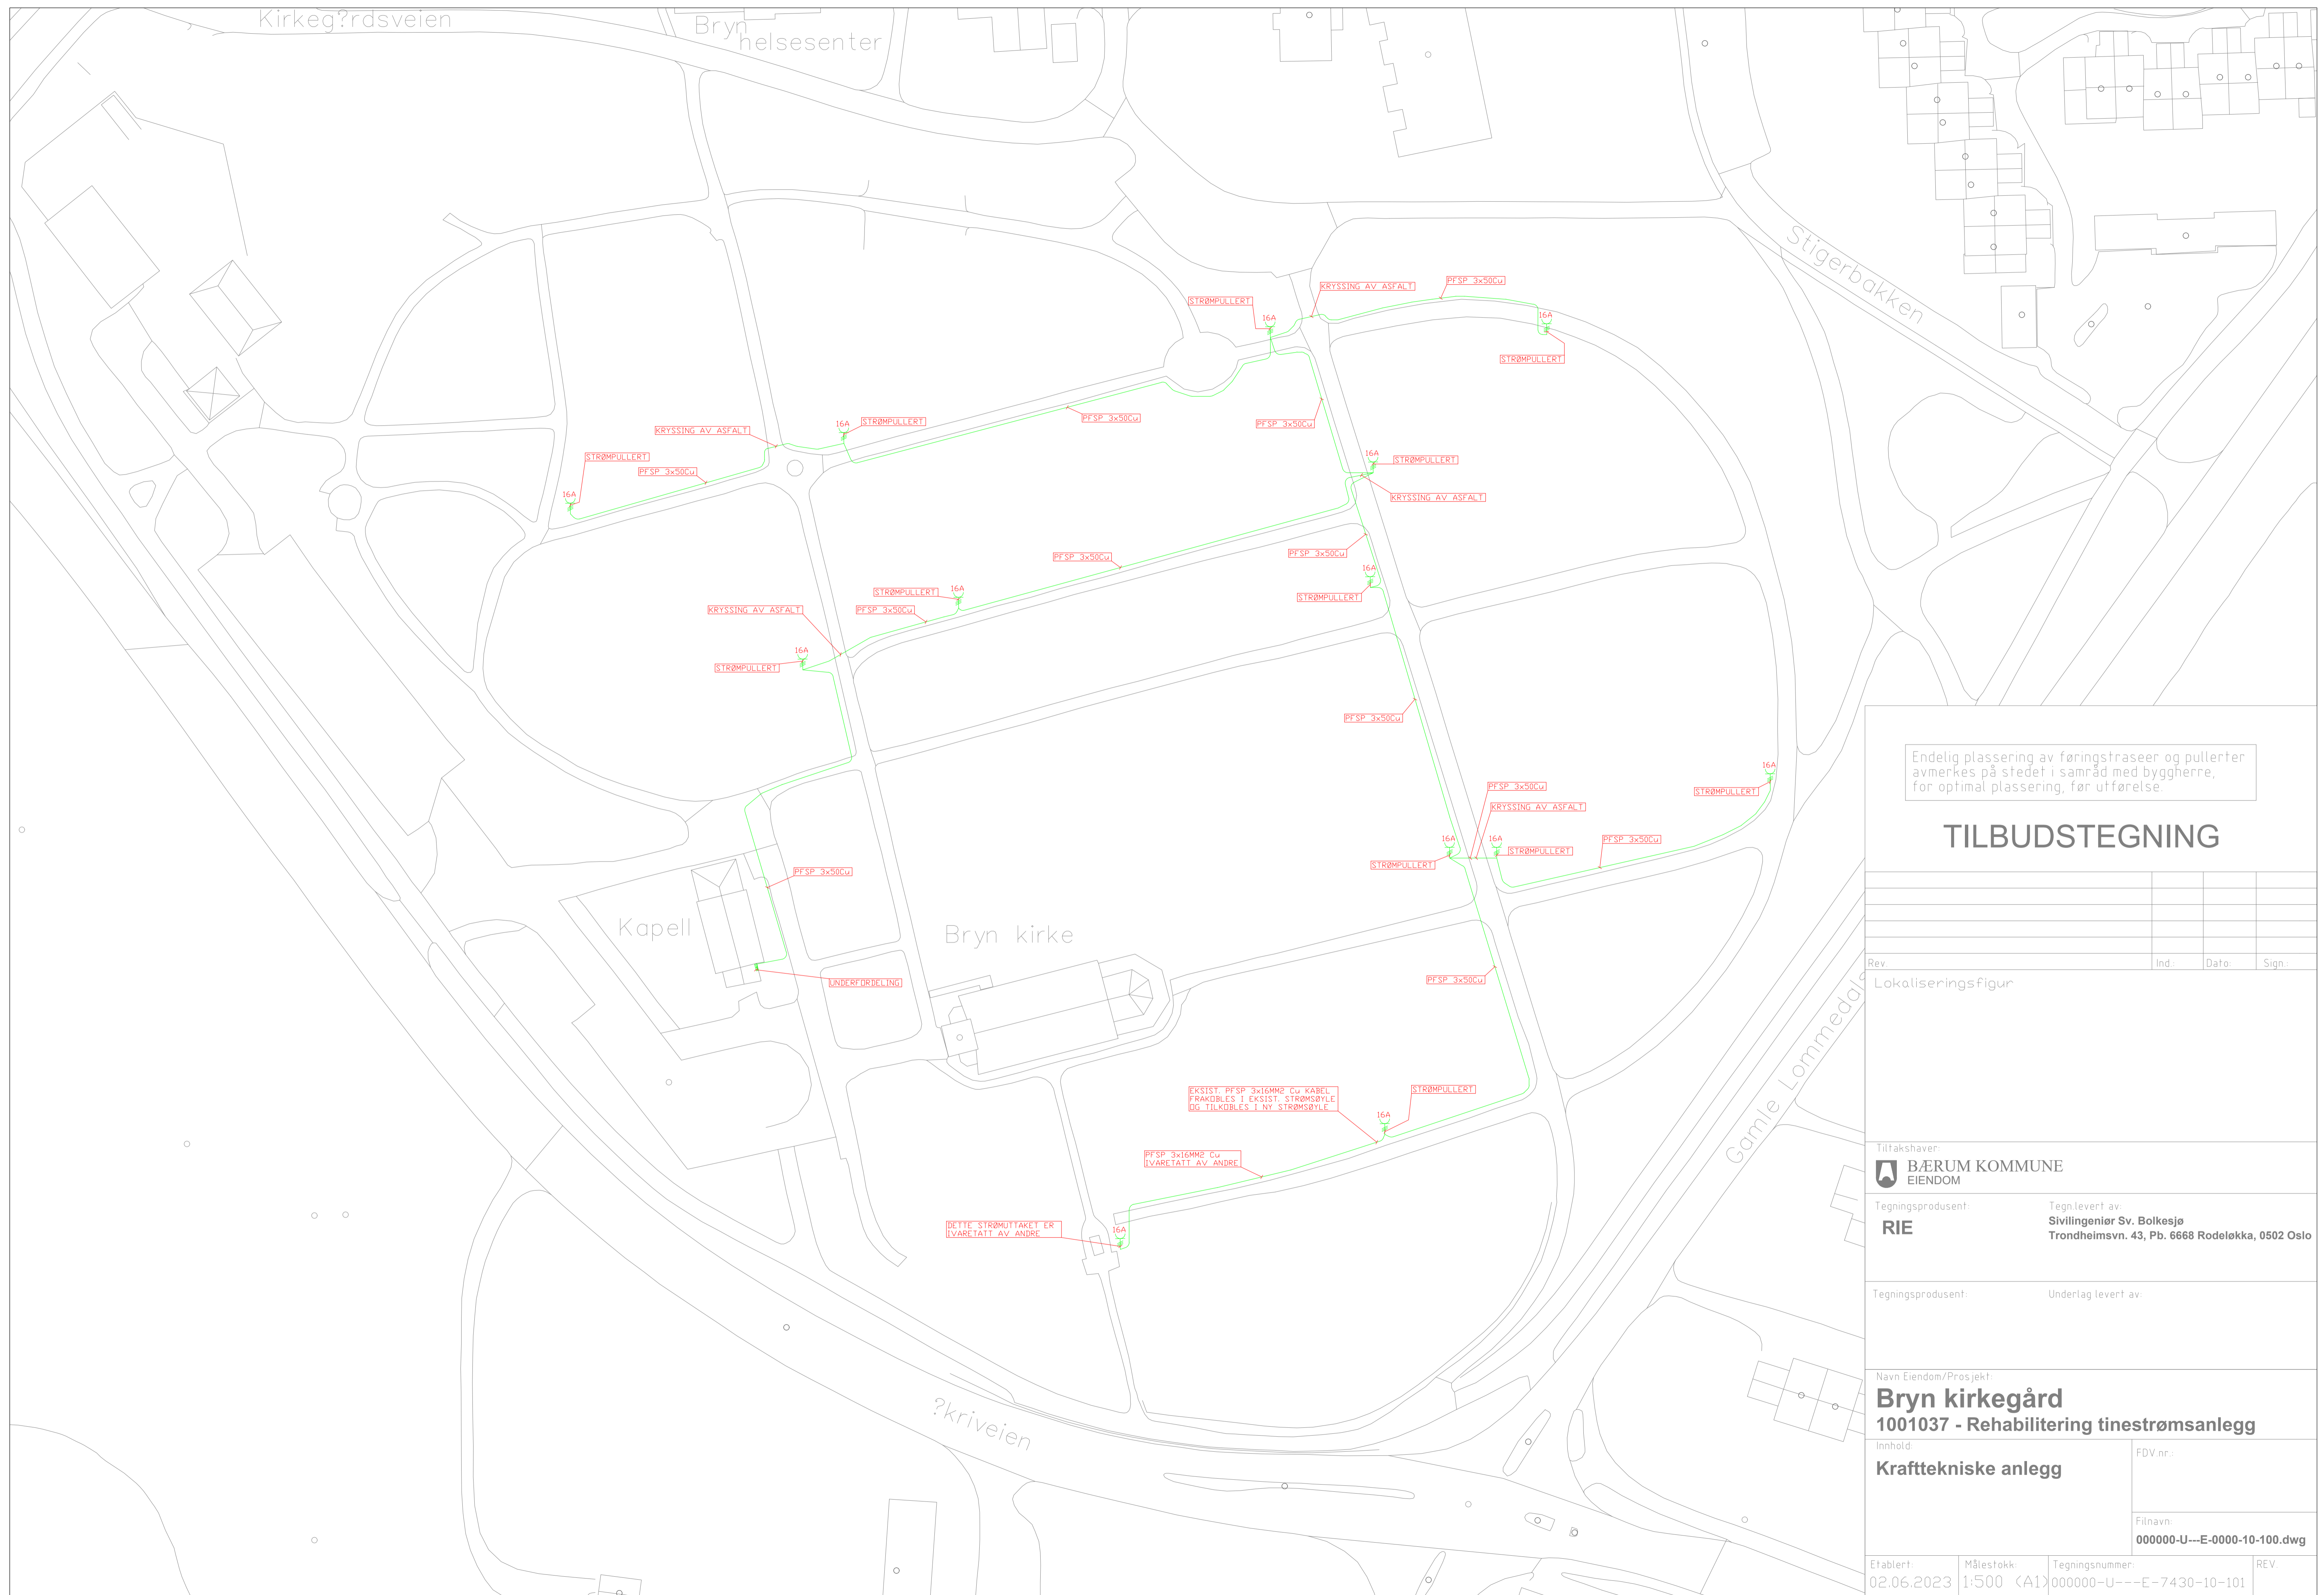 Kirkeg?rdsveien
Bryn
helsesenter
Stigerbakken
KRYSSING AV ASFALT
PFSP 3x50Cu
STRØMPULLERT
16A
16A
STRØMPULLERT
KRYSSING AV ASFALT
16A
STRØMPULLERT
PFSP 3x50Cu
PFSP 3x50Cu
STRØMPULLERT
PFSP 3x50Cu
16A
16A
STRØMPULLERT
KRYSSING AV ASFALT
PFSP 3x50Cu
PFSP 3x50Cu
16A
STRØMPULLERT
STRØMPULLERT
16A
PFSP 3x50Cu
KRYSSING AV ASFALT
16A
STRØMPULLERT
PFSP 3x50Cu
16A
STRØMPULLERT
PFSP 3x50Cu
KRYSSING AV ASFALT
16A
STRØMPULLERT
16A
STRØMPULLERT
PFSP 3x50Cu
PFSP 3x50Cu
Kapell
Bryn kirke
UNDERFORDELING
PFSP 3x50Cu
EKSIST. PFSP 3x16MM2 Cu KABEL
FRAKOBLES I EKSIST. STRØMSØYLE
OG TILKOBLES I NY STRØMSØYLE
STRØMPULLERT
16A
PFSP 3x16MM2 Cu
IVARETATT AV ANDRE
DETTE STRØMUTTAKET ER
IVARETATT AV ANDRE
16A
Gamle Lommedals
?kriveien
Endelig plassering av føringstraseer og pullerter
avmerkes på stedet i samråd med byggherre,
for optimal plassering, før utførelse.
TILBUDSTEGNING
Rev. Ind.: Dato: Sign.:
Lokaliseringsfigur
Tiltakshaver:
BÆRUM KOMMUNE
EIENDOM
Tegningsprodusent: Tegn.levert av:
RIE
Sivilingeniør Sv. Bolkesjø
Trondheimsvn. 43, Pb. 6668 Rodeløkka, 0502 Oslo
Tegningsprodusent: Underlag levert av:
Navn Eiendom/Prosjekt:
Bryn kirkegård
1001037 - Rehabilitering tinestrømsanlegg
Innhold:
Krafttekniske anlegg
FDV nr.:
Filnavn:
000000-U---E-0000-10-100.dwg
Etablert: Målestokk: Tegningsnummer: REV.
02.06.2023 1:500 (A1) 000000-U---E-7430-10-101